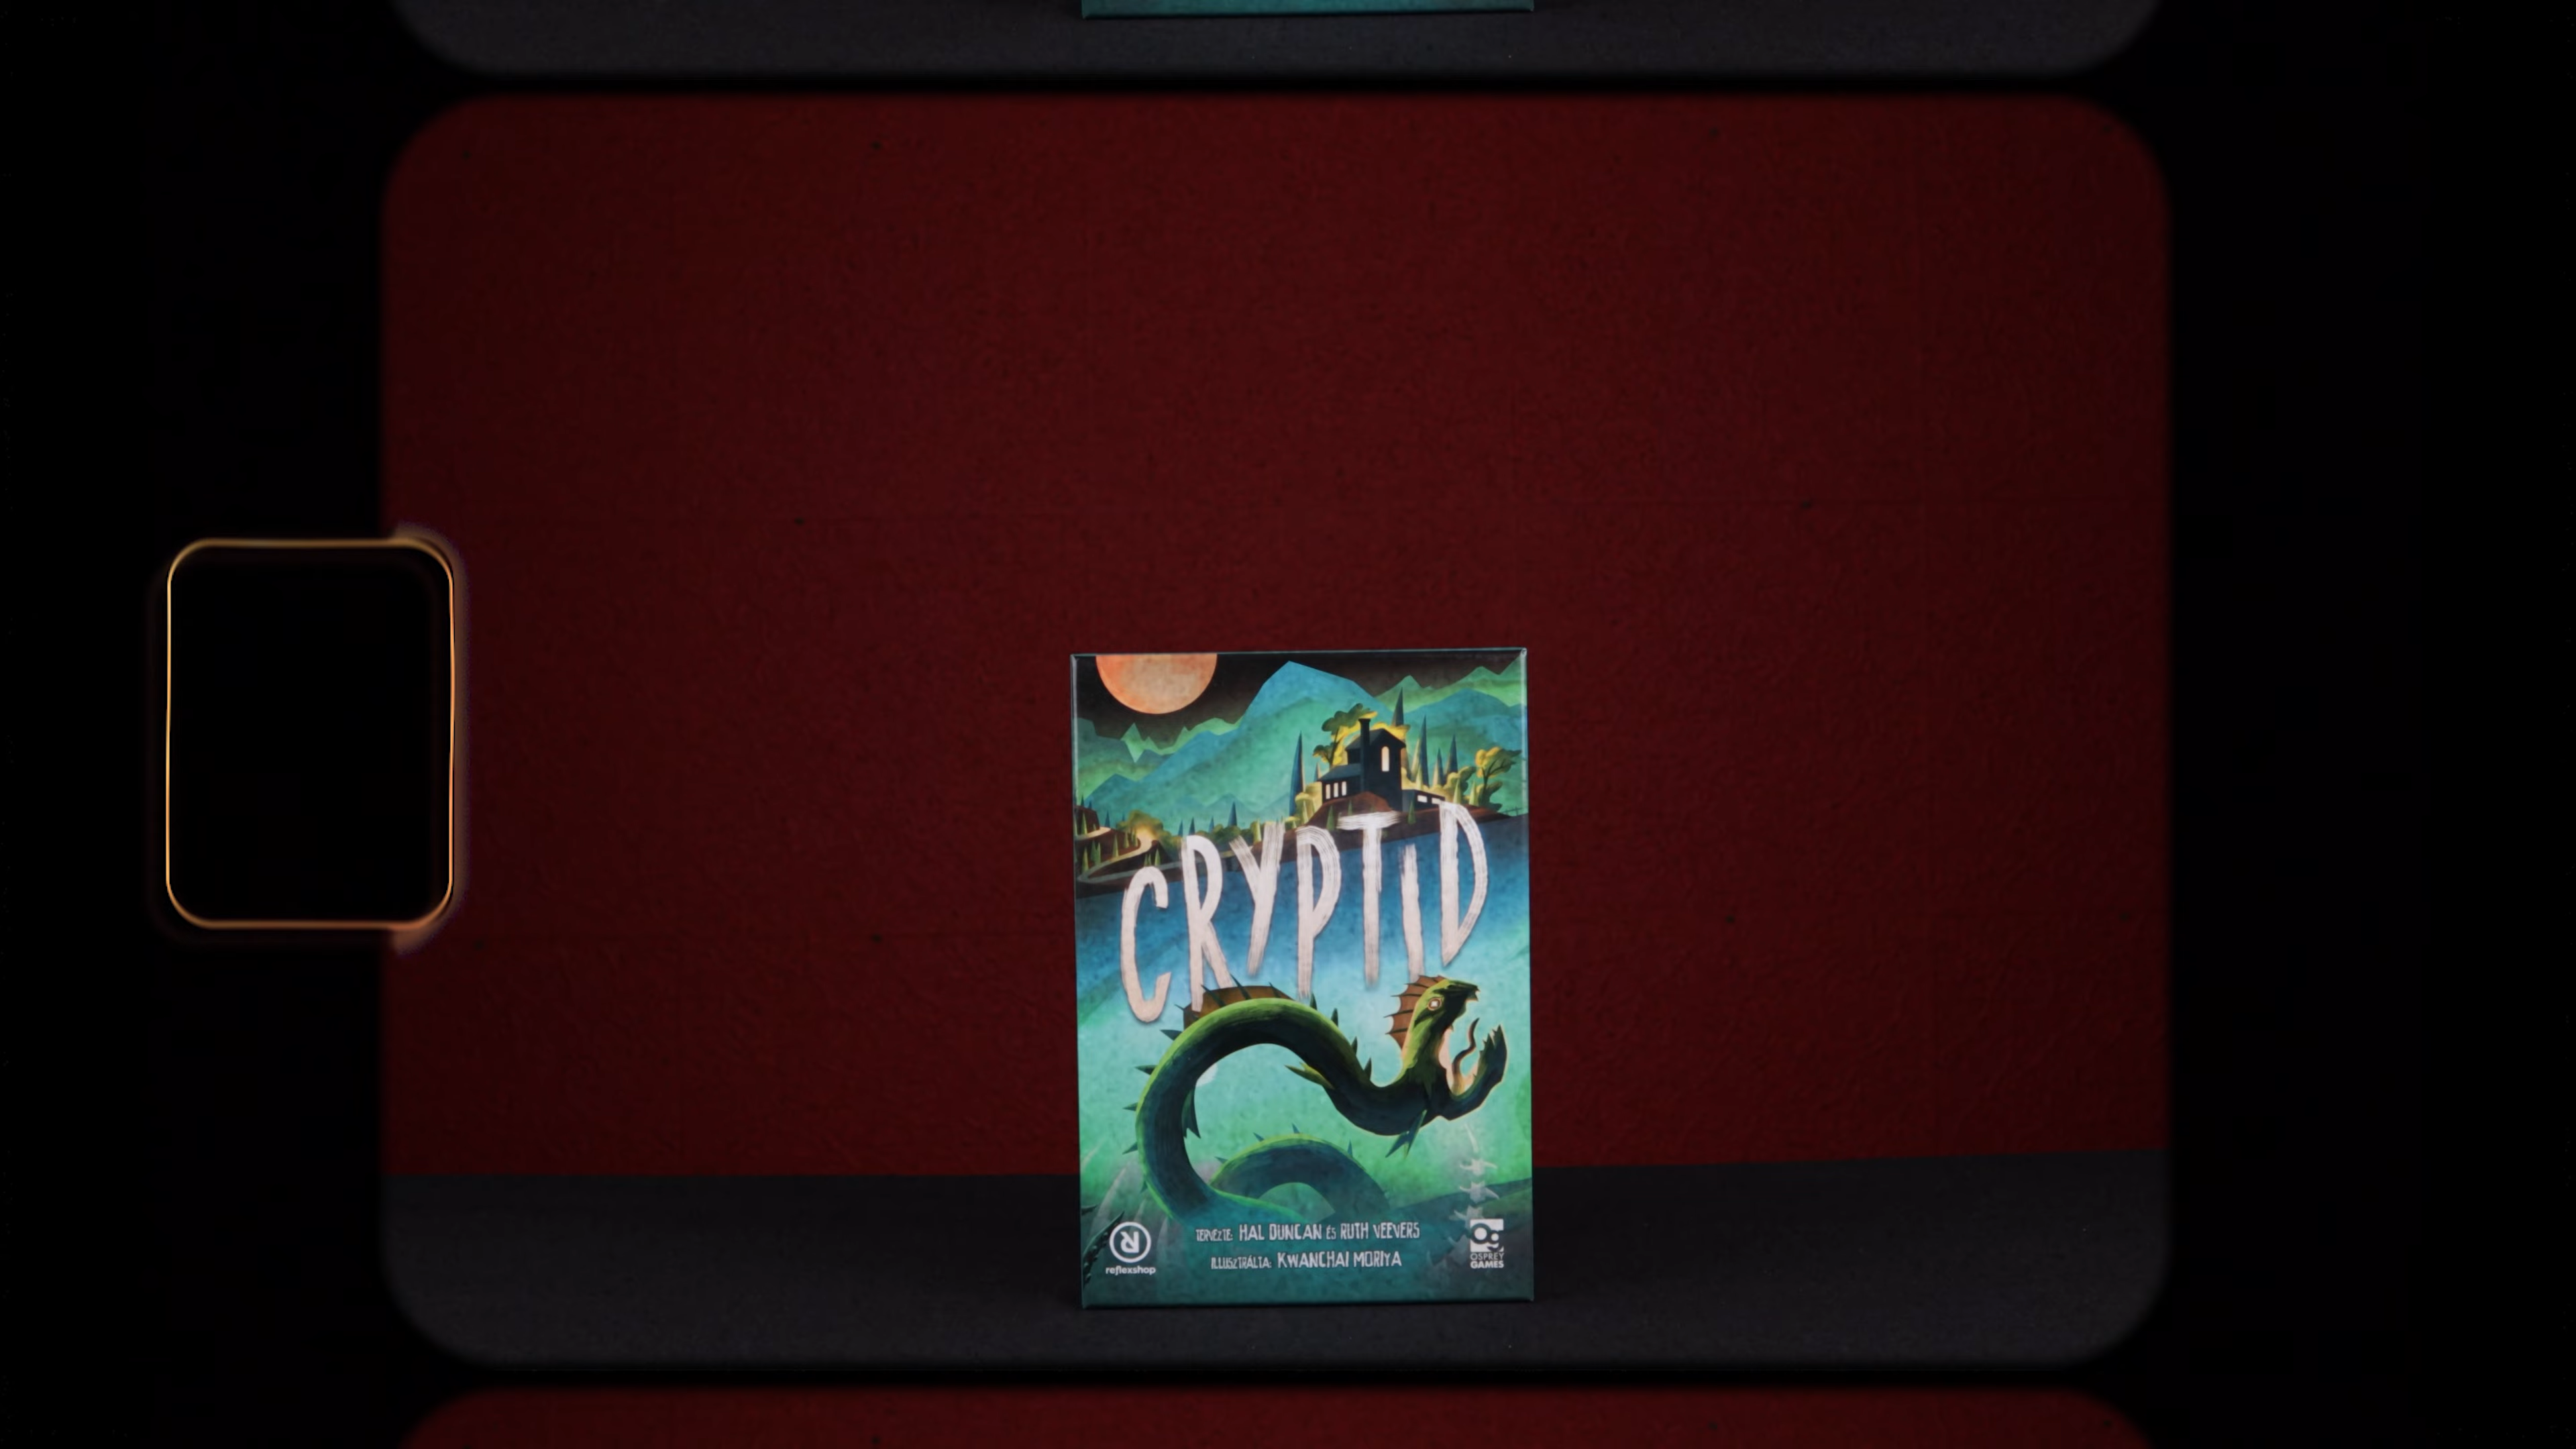 CRYPTID
TERVEZTE: HAL DUNCAN ÉS RUTH VEEVERS
ILLUSZTRÁLTA: KWANCHAI MORIYA
reflexshop
OSPREY
GAMES